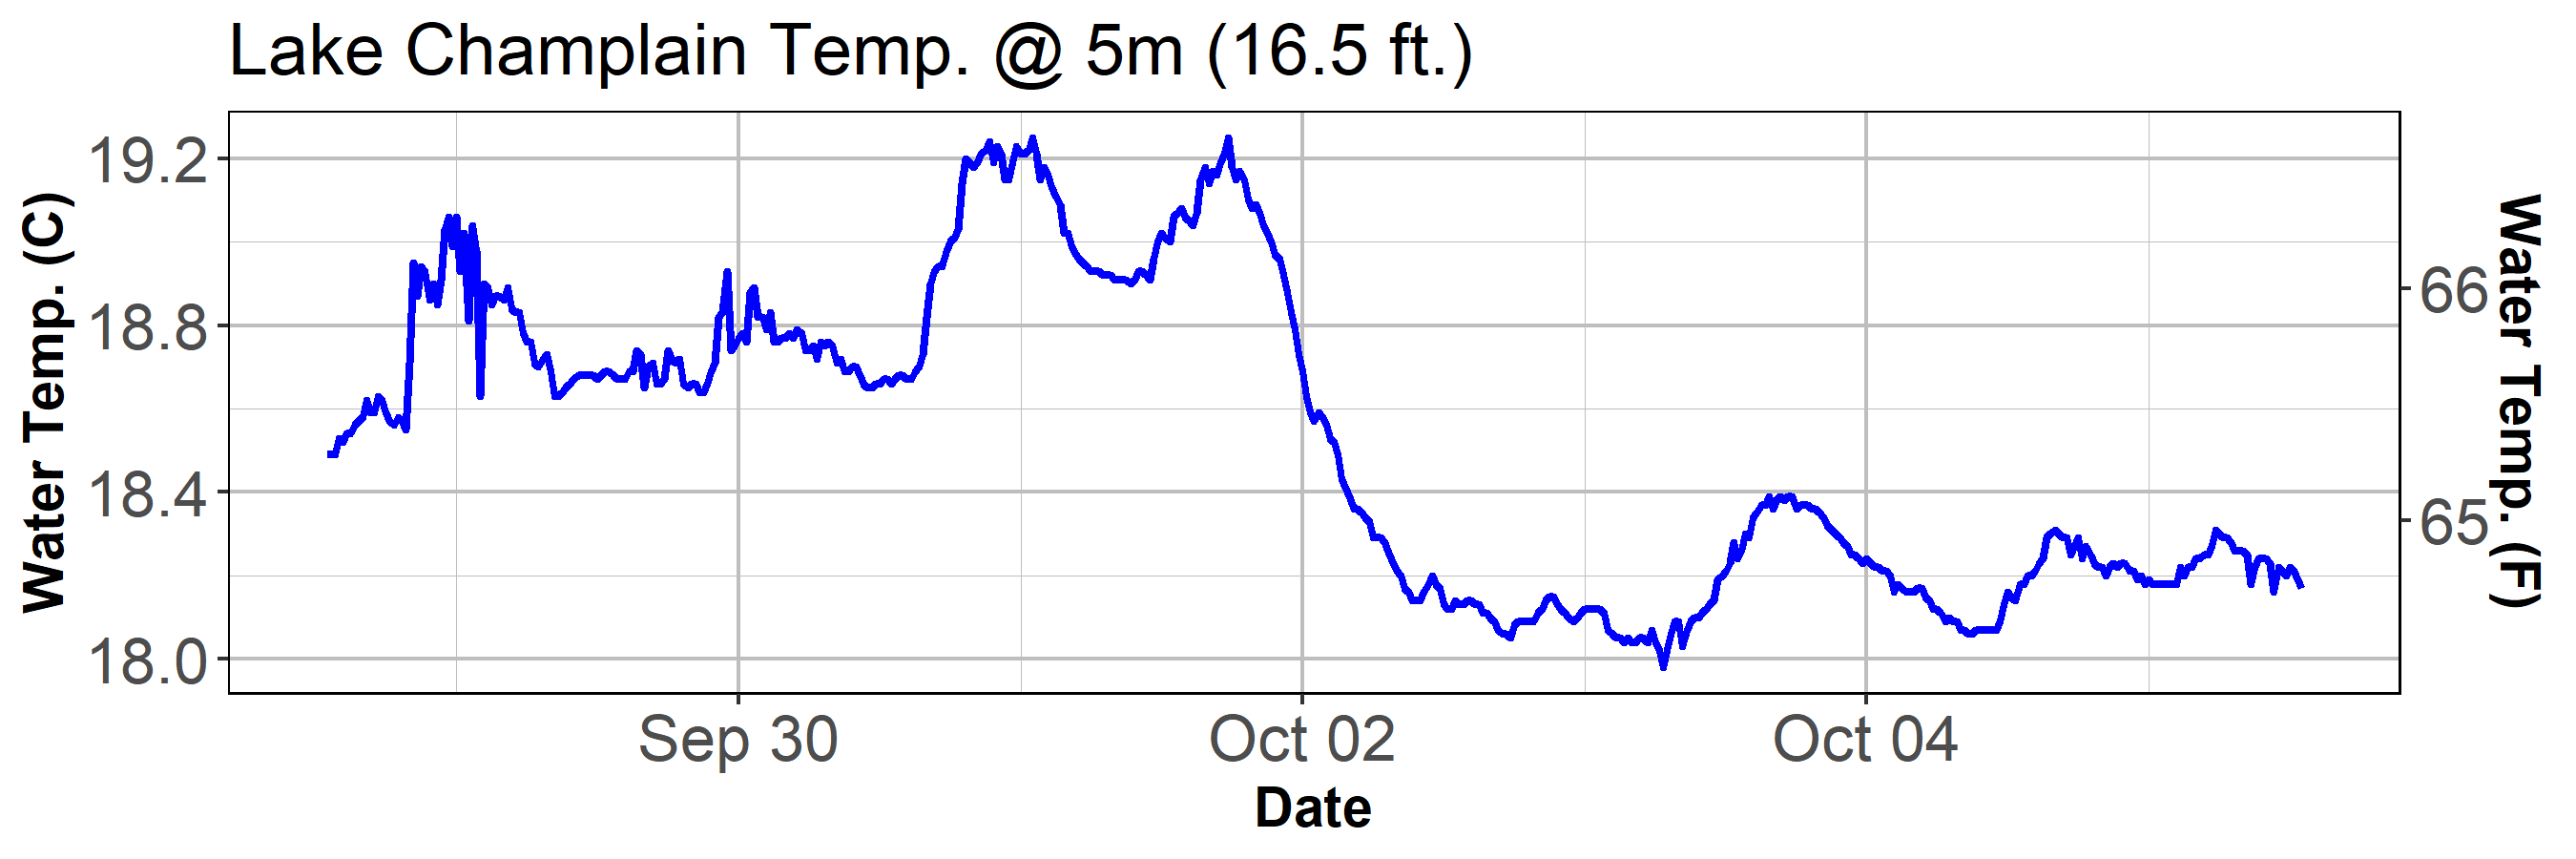 Lake Champlain Temp. @ 5m (16.5 ft.)
Water Temp. (C)
19.2
18.8
18.4
18.0
66
65
Water Temp. (F)
Sep 30
Oct 02
Oct 04
Date